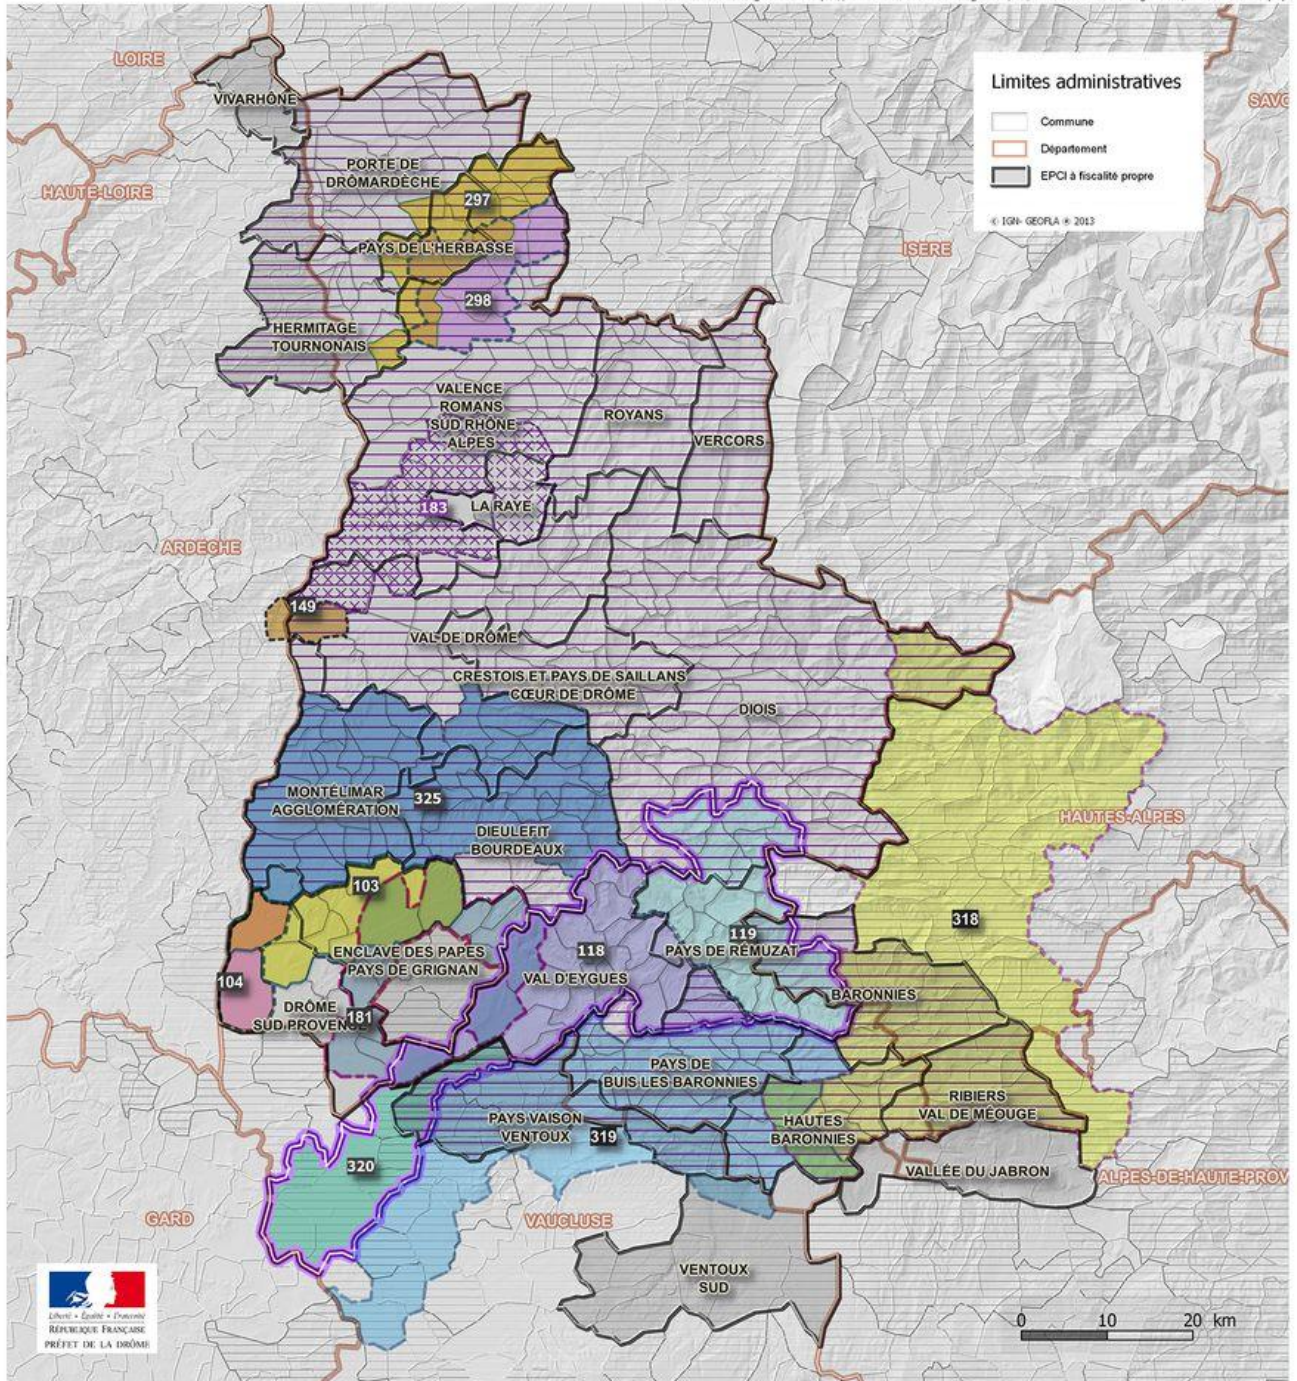 LOIRE
VIVARHÔNE
Limites administratives
Commune
Département
EPCI à fiscalité propre
© IGN- GEOFLA ® 2013
SAVO
PORTE DE
DRÔMARDÈCHE
HAUTE-LOIRE
297
PAYS DE L'HERBASSE
ISERE
298
HERMITAGE
TOURNONAIS
VALENCE
ROMANS
SUD RHÔNE
ALPES
ROYANS
VERCORS
183
LA RAYE
ARDECHE
149
VAL DE DRÔME
CRESTOIS ET PAYS DE SAILLANS
CŒUR DE DRÔME
DIOIS
MONTÉLIMAR
AGGLOMÉRATION
325
DIEULEFIT
BOURDEAUX
HAUTES-ALPES
103
318
ENCLAVE DES PAPES
PAYS DE GRIGNAN
118
VAL D'EYGUES
119
PAYS DE RÉMUZAT
104
BARONNIES
DRÔME
SUD PROVENCE
181
PAYS DE
BUIS LES BARONNIES
RIBIERS
VAL DE MÉOUGE
PAYS VAISON
VENTOUX
319
HAUTES
BARONNIES
320
VALLÉE DU JABRON
ALPES-DE-HAUTE-PROV
GARD
VAUCLUSE
VENTOUX
SUD
Liberté • Égalité • Fraternité
RÉPUBLIQUE FRANÇAISE
PRÉFET DE LA DRÔME
0 10 20 km